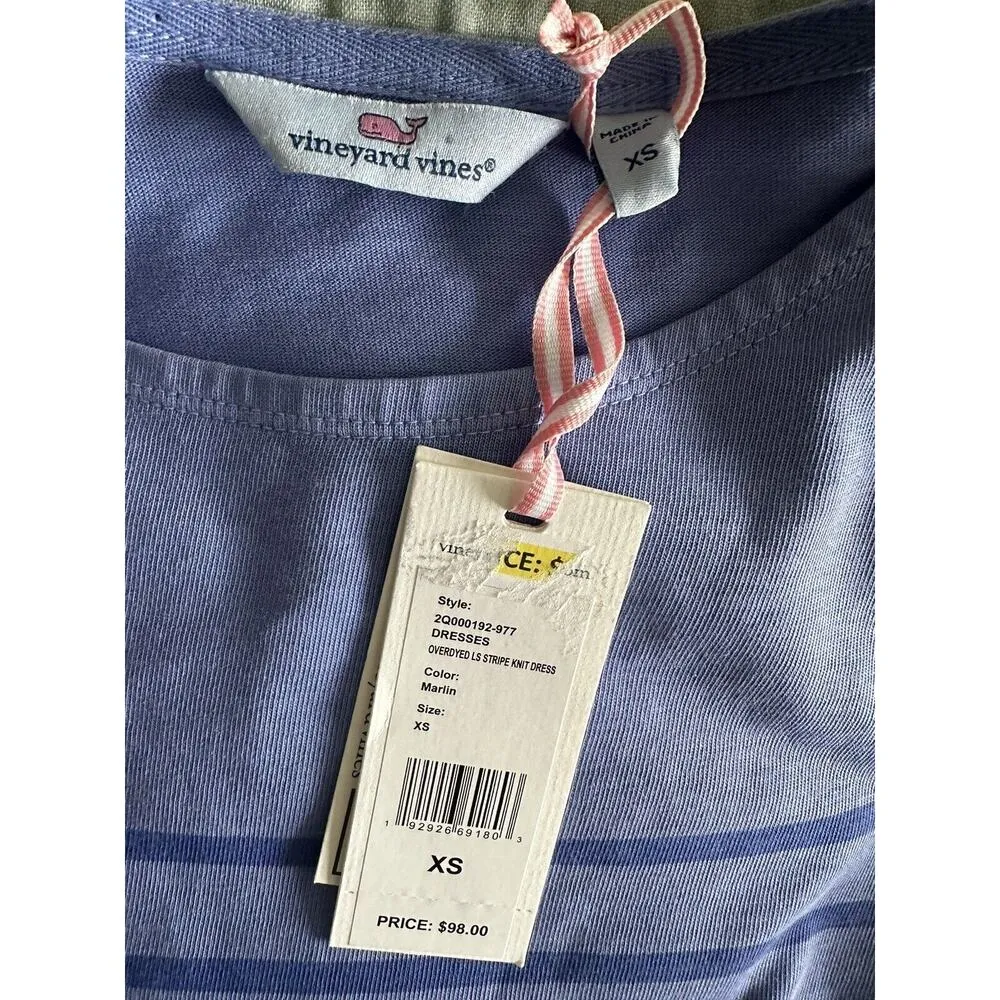 vineyard vines®
MADE IN
CHINA
XS
CE: $
Style:
2Q000192-977
DRESSES
OVERDYED LS STRIPE KNIT DRESS
Color:
Marlin
Size:
XS
1 92926 69180 3
XS
PRICE: $98.00